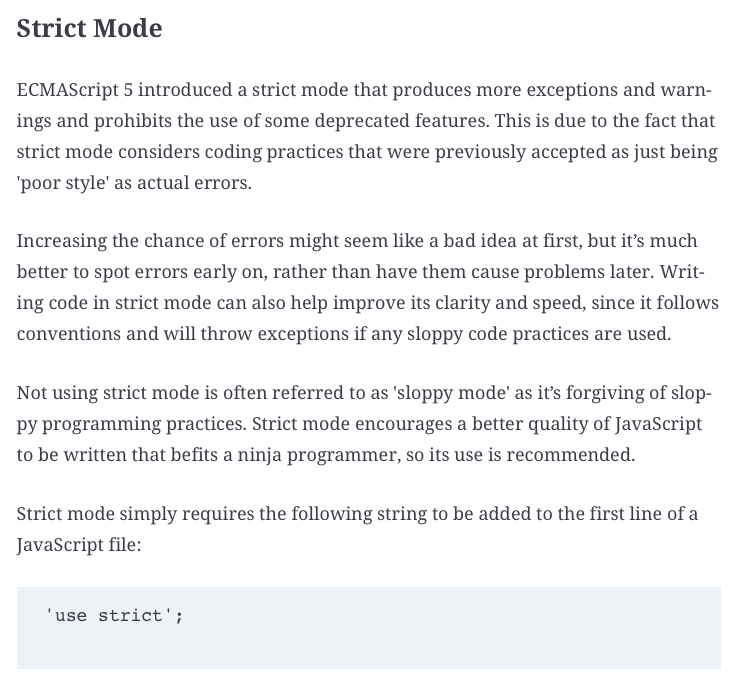 Strict Mode
ECMAScript 5 introduced a strict mode that produces more exceptions and warn-
ings and prohibits the use of some deprecated features. This is due to the fact that
strict mode considers coding practices that were previously accepted as just being
'poor style' as actual errors.
Increasing the chance of errors might seem like a bad idea at first, but it’s much
better to spot errors early on, rather than have them cause problems later. Writ-
ing code in strict mode can also help improve its clarity and speed, since it follows
conventions and will throw exceptions if any sloppy code practices are used.
Not using strict mode is often referred to as 'sloppy mode' as it’s forgiving of slop-
py programming practices. Strict mode encourages a better quality of JavaScript
to be written that befits a ninja programmer, so its use is recommended.
Strict mode simply requires the following string to be added to the first line of a
JavaScript file:
'use strict';